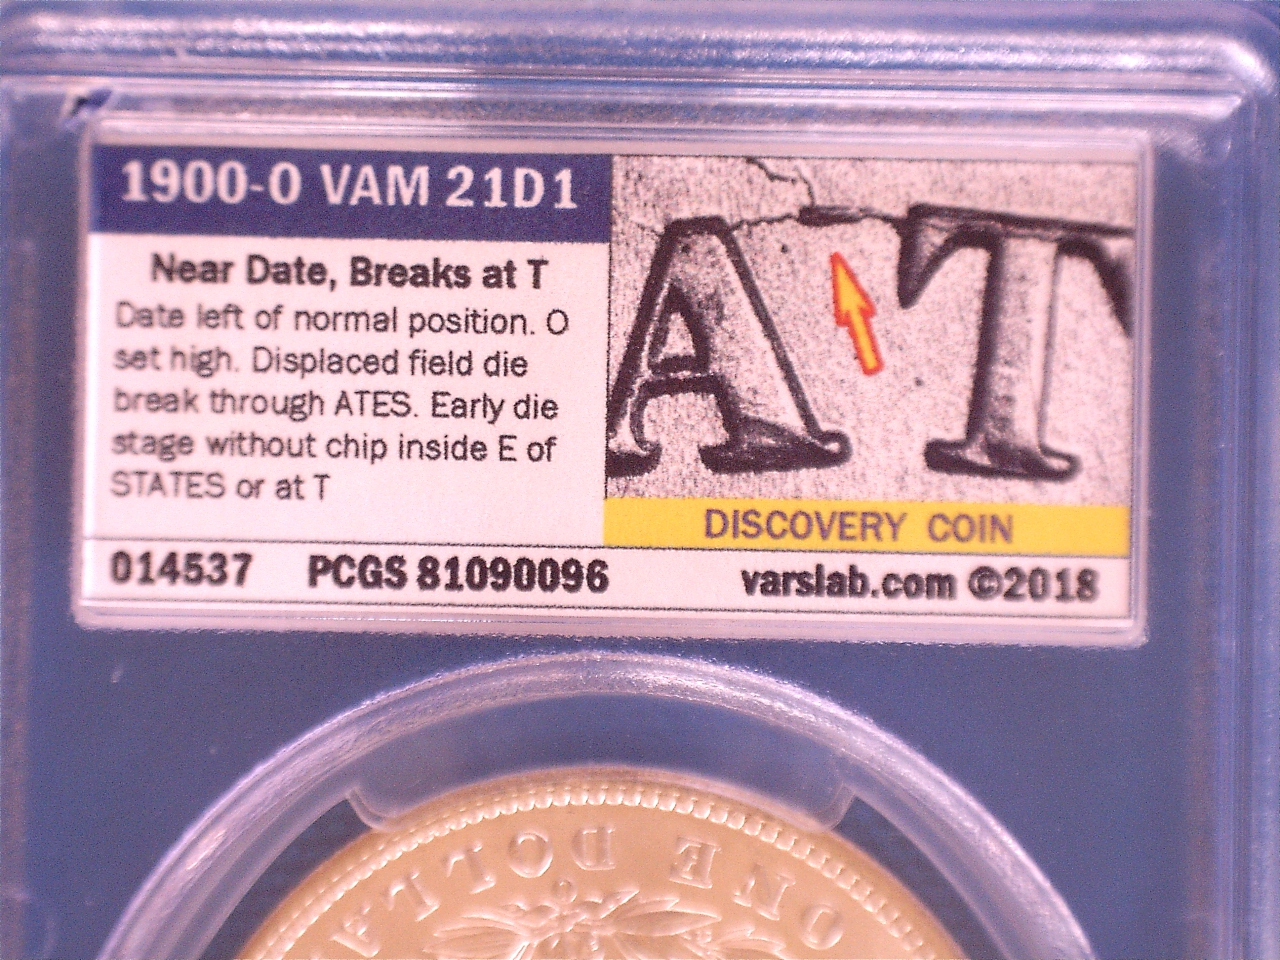 1900-O VAM 21D1
Near Date, Breaks at T
Date left of normal position. O
set high. Displaced field die
break through ATES. Early die
stage without chip inside E of
STATES or at T
AT
DISCOVERY COIN
014537 PCGS 81090096 varslab.com ©2018
ONE DOLLA